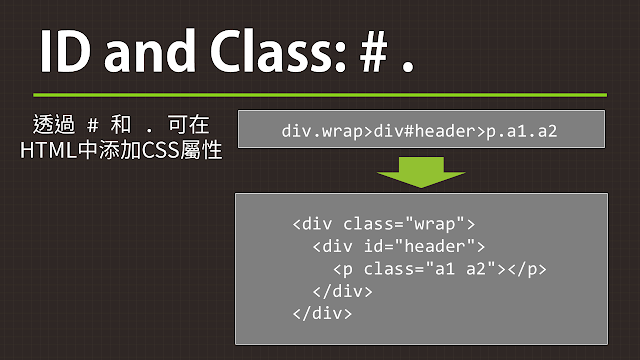 ID and Class: # .
透過 # 和 . 可在
HTML中添加CSS屬性
div.wrap>div#header>p.a1.a2
<div class="wrap">
  <div id="header">
    <p class="a1 a2"></p>
  </div>
</div>